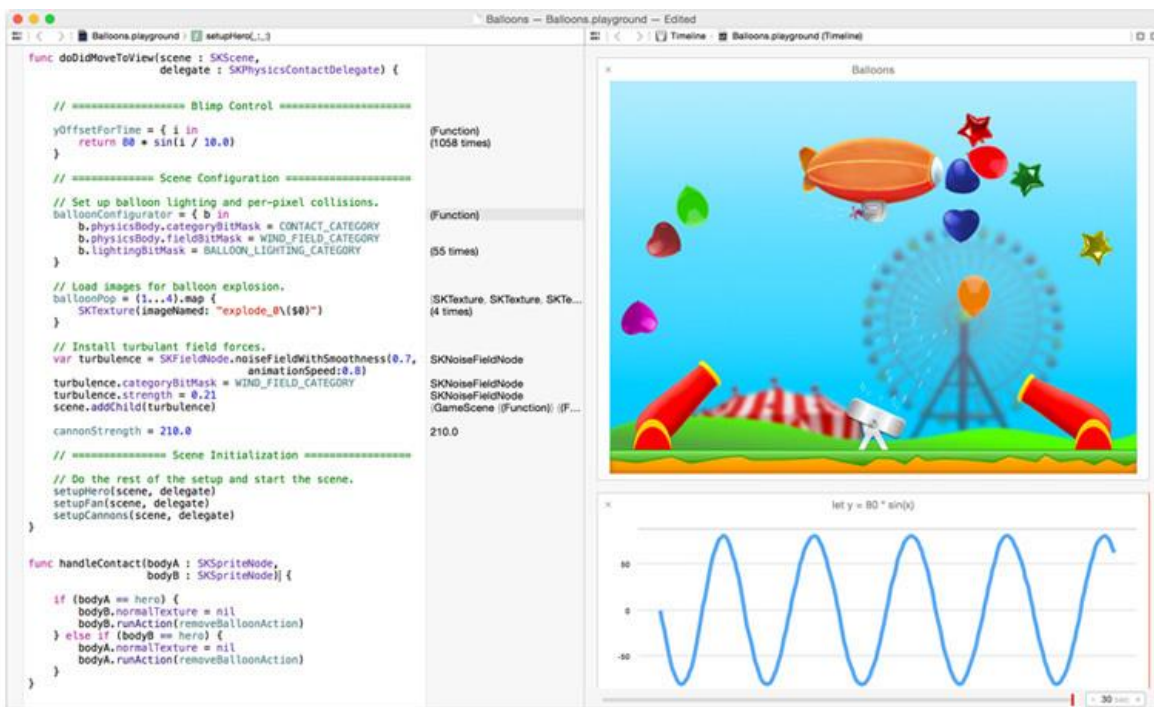 Balloons — Balloons.playground — Edited
Balloons.playground
setupHero(_:_:)
Timeline
Balloons.playground (Timeline)
func doDidMoveToView(scene : SKScene,
delegate : SKPhysicsContactDelegate) {
// ================= Blimp Control ====================
yOffsetForTime = { i in
return 80 * sin(i / 10.0)
}
// ============ Scene Configuration ===================
// Set up balloon lighting and per-pixel collisions.
balloonConfigurator = { b in
b.physicsBody.categoryBitMask = CONTACT_CATEGORY
b.physicsBody.fieldBitMask = WIND_FIELD_CATEGORY
b.lightingBitMask = BALLOON_LIGHTING_CATEGORY
}
// Load images for balloon explosion.
balloonPop = (1...4).map {
SKTexture(imageNamed: "explode_0\($0)")
}
// Install turbulant field forces.
var turbulence = SKFieldNode.noiseFieldWithSmoothness(0.7,
animationSpeed:0.8)
turbulence.categoryBitMask = WIND_FIELD_CATEGORY
turbulence.strength = 0.21
scene.addChild(turbulence)
cannonStrength = 210.0
// ============== Scene Initialization ================
// Do the rest of the setup and start the scene.
setupHero(scene, delegate)
setupFan(scene, delegate)
setupCannons(scene, delegate)
}
func handleContact(bodyA : SKSpriteNode,
bodyB : SKSpriteNode) {
if (bodyA == hero) {
bodyB.normalTexture = nil
bodyB.runAction(removeBalloonAction)
} else if (bodyB == hero) {
bodyA.normalTexture = nil
bodyA.runAction(removeBalloonAction)
}
}
(Function)
(1058 times)
(Function)
(55 times)
[SKTexture, SKTexture, SKTe...
(4 times)
SKNoiseFieldNode
SKNoiseFieldNode
SKNoiseFieldNode
{GameScene {(Function)} {(F...
210.0
Balloons
let y = 80 * sin(x)
50
0
-50
30 sec